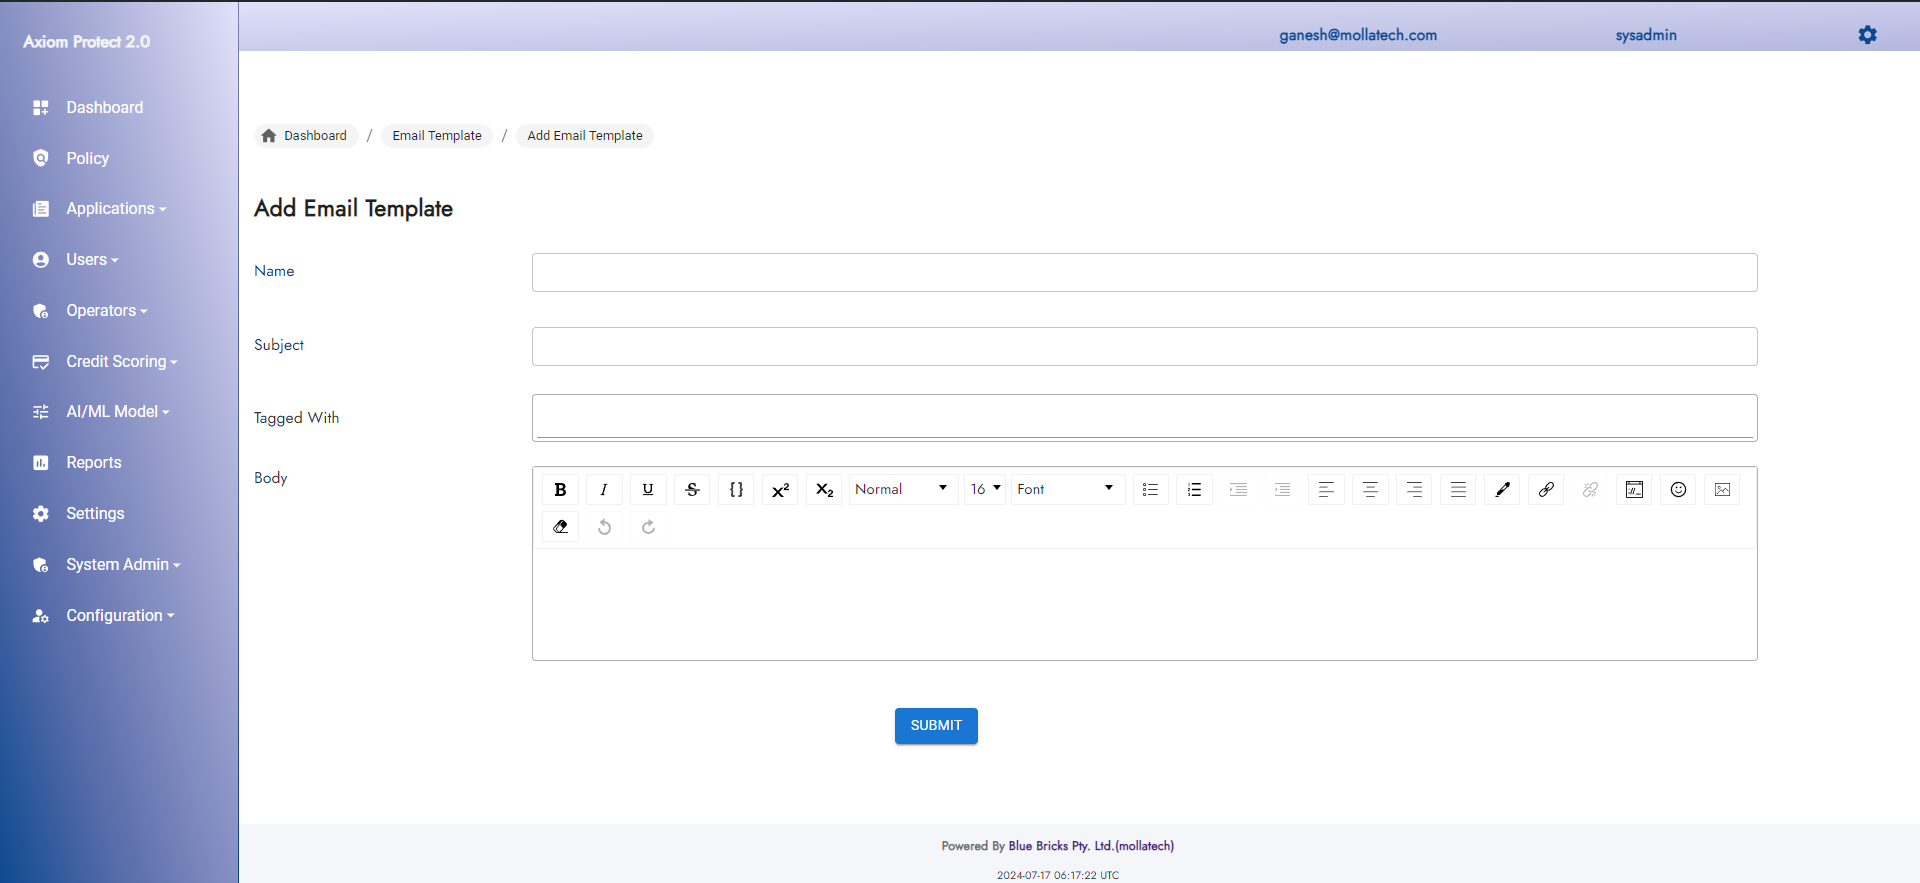 Axiom Protect 2.0
ganesh@mollatech.com
sysadmin
Dashboard
Policy
Applications
Users
Operators
Credit Scoring
AI/ML Model
Reports
Settings
System Admin
Configuration
Dashboard / Email Template / Add Email Template
Add Email Template
Name
Subject
Tagged With
Body
B I U S {} X² X₂ Normal 16 Font
SUBMIT
Powered By Blue Bricks Pty. Ltd.(mollatech)
2024-07-17 06:17:22 UTC